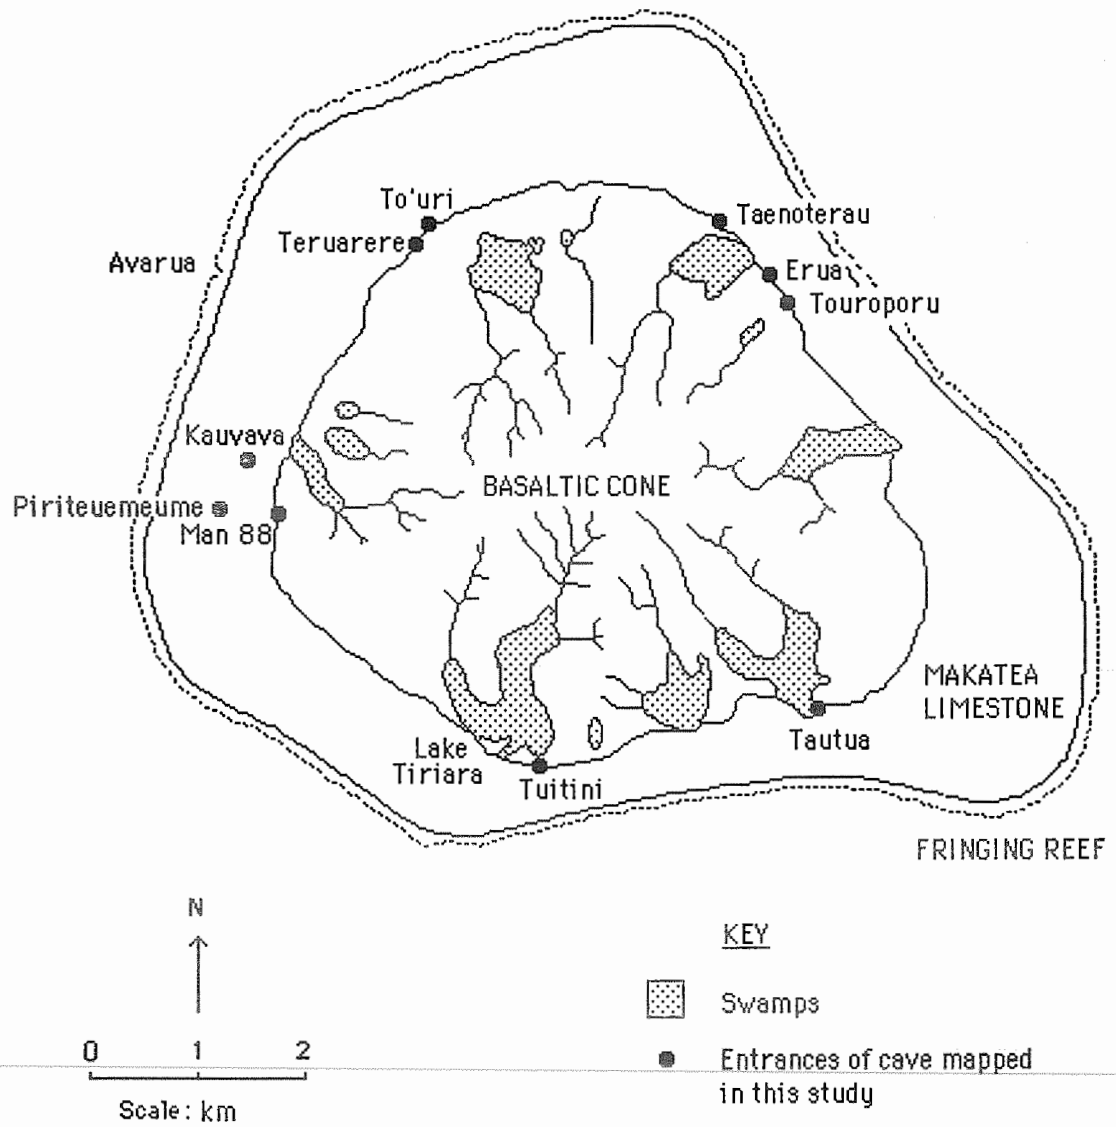 To'uri
Taenoterau
Teruarere
Avarua
Erua
Touroporu
Kauvava
BASALTIC CONE
Piriteuemeume
Man 88
MAKATEA
LIMESTONE
Lake
Tiriara
Tautua
Tuitini
FRINGING REEF
N
KEY
Swamps
0 1 2
Entrances of cave mapped
in this study
Scale: km